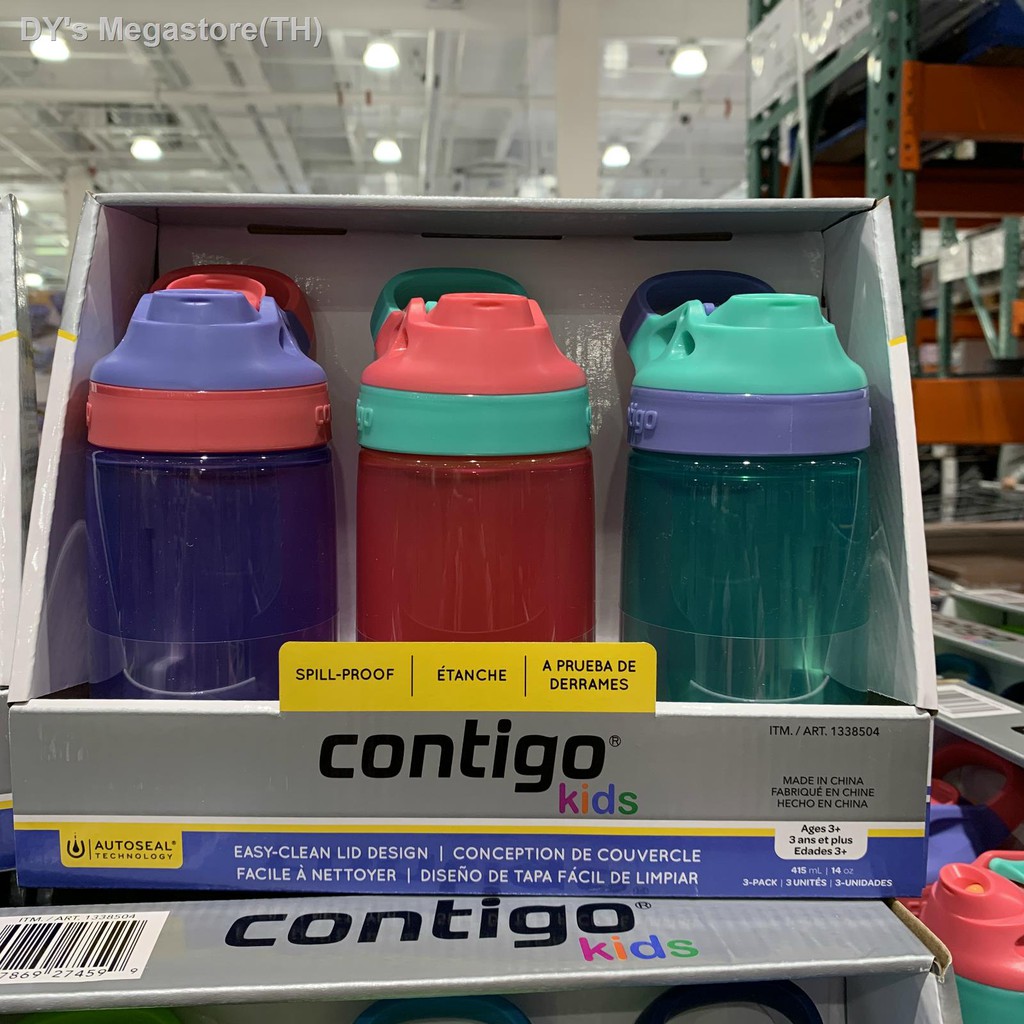 DY's Megastore(TH)
contigo
SPILL-PROOF | ÉTANCHE | A PRUEBA DE DERRAMES
contigo®
kids
ITM. / ART. 1338504
MADE IN CHINA
FABRIQUÉ EN CHINE
HECHO EN CHINA
AUTOSEAL®
TECHNOLOGY
Ages 3+
3 ans et plus
Edades 3+
EASY-CLEAN LID DESIGN | CONCEPTION DE COUVERCLE
FACILE À NETTOYER | DISEÑO DE TAPA FÁCIL DE LIMPIAR
415 mL | 14 oz
3-PACK | 3 UNITÉS | 3-UNIDADES
ITM./ ART. 1338504
7869 27459 9
contigo®
kids